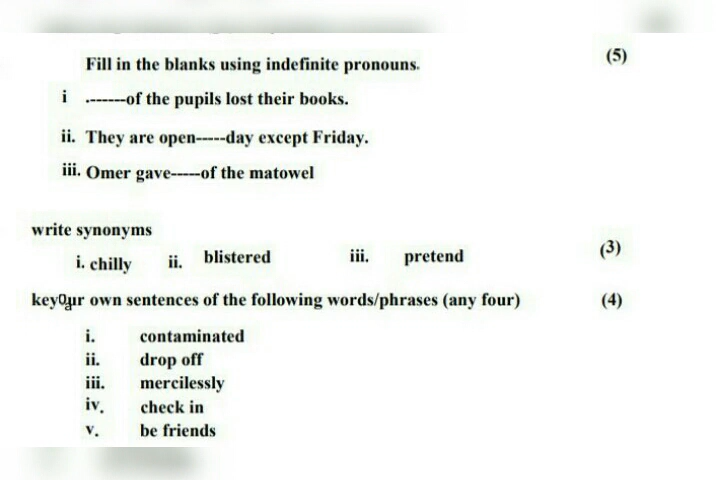 Fill in the blanks using indefinite pronouns. (5)
i .------of the pupils lost their books.
ii. They are open-----day except Friday.
iii. Omer gave-----of the matowel
write synonyms
i. chilly ii. blistered iii. pretend (3)
own sentences of the following words/phrases (any four) (4)
i. contaminated
ii. drop off
iii. mercilessly
iv. check in
v. be friends